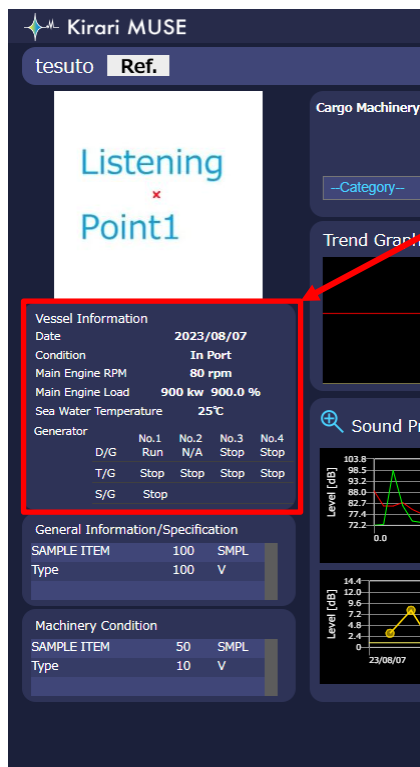 Kirari MUSE
tesuto Ref.
Listening
×
Point1
Vessel Information
Date 2023/08/07
Condition In Port
Main Engine RPM 80 rpm
Main Engine Load 900 kw 900.0 %
Sea Water Temperature 25℃
Generator
No.1 No.2 No.3 No.4
D/G Run N/A Stop Stop
T/G Stop Stop Stop Stop
S/G Stop
General Information/Specification
SAMPLE ITEM 100 SMPL
Type 100 V
Machinery Condition
SAMPLE ITEM 50 SMPL
Type 10 V
Cargo Machinery
--Category--
Trend Graph
Sound Pr
Level [dB]
103.8
98.5
93.2
88.0
82.7
77.4
72.2
0.0
Level [dB]
14.4
12.0
9.6
7.2
4.8
2.4
0
23/08/07